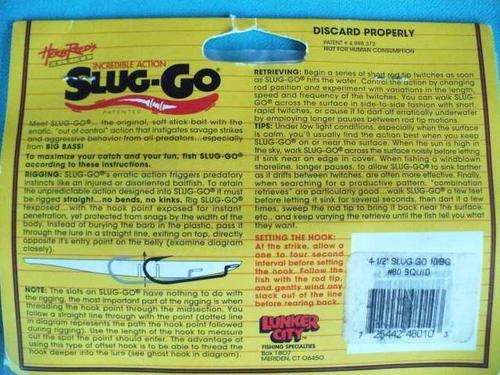 Herb Reed's
INCREDIBLE ACTION
SLUG-GO
PATENTED
Meet SLUG-GO™... the original, soft stick bait with the
erratic "out of control" action that instigates savage strikes
and aggressive behavior from all predators...especially
from BIG BASS!
To maximize your catch and your fun, fish SLUG-GO®
according to these instructions.
RIGGING: SLUG-GO's erratic action triggers predatory
instincts like an injured or disoriented baitfish. To retain
the unpredictable action designed into SLUG-GO® it must
be rigged straight...no bends, no kinks. Rig SLUG-GO®
"exposed"...with the hook point exposed for instant
penetration, yet protected from snags by the width of the
body. Instead of burying the barb in the plastic, pass it
through the lure in a straight line, exiting on top, directly
opposite it's entry point on the belly (examine diagram
closely).
NOTE: The slots on SLUG-GO® have nothing to do with
the rigging, the most important part of the rigging is when
threading the hook point through the midsection. You
follow a straight line through with the point (dotted line
in diagram represents the path the hook point followed
during rigging). Use the length of the hook to measure
out the spot the point should enter. The advantage of
using this type of offset hook is to be able to thread the
hook deeper into the lure (see ghost hook in diagram).
DISCARD PROPERLY
PATENT # 4,998,372
NOT FOR HUMAN CONSUMPTION
RETRIEVING: Begin a series of short rod tip twitches as soon
as SLUG-GO® hits the water. Control the action by changing
rod position and experiment with variations in the length,
speed and frequency of the twitches. You can walk SLUG-
GO® across the surface in side-to-side fashion with short,
rapid twitches, or cause it to dart off erratically underwater
by employing longer pauses between rod tip motions.
TIPS: Under low light conditions, especially when the surface
is calm, you'll usually find the action best when you keep
SLUG-GO® on or near the surface. When the sun is high in
the sky, work SLUG-GO® across the surface noisily before letting
it sink near an edge in cover. When fishing a windblown
shoreline, longer pauses, to allow SLUG-GO® to sink farther
as it drifts between twitches, are often more effective. Finally,
when searching for a productive pattern, "combination
retrieves" are particularly good...walk SLUG-GO® a few feet
before letting it sink for several seconds, then dart it a few
times, sweep the rod tip to bring it back near the surface,
etc., and keep varying the retrieve until the fish tell you what
they want.
SETTING THE HOOK:
At the strike, allow a
one to four second
interval before setting
the hook. Follow the
fish with the rod tip,
and gently wind any
slack out of the line
before rearing back.
LUNKER
CITY
FISHING SPECIALTIES
Box 1807
MERIDEN, CT 06450
4 1/2" SLUG GO 10/BG
#80 SQUID
7 25442 48010 3